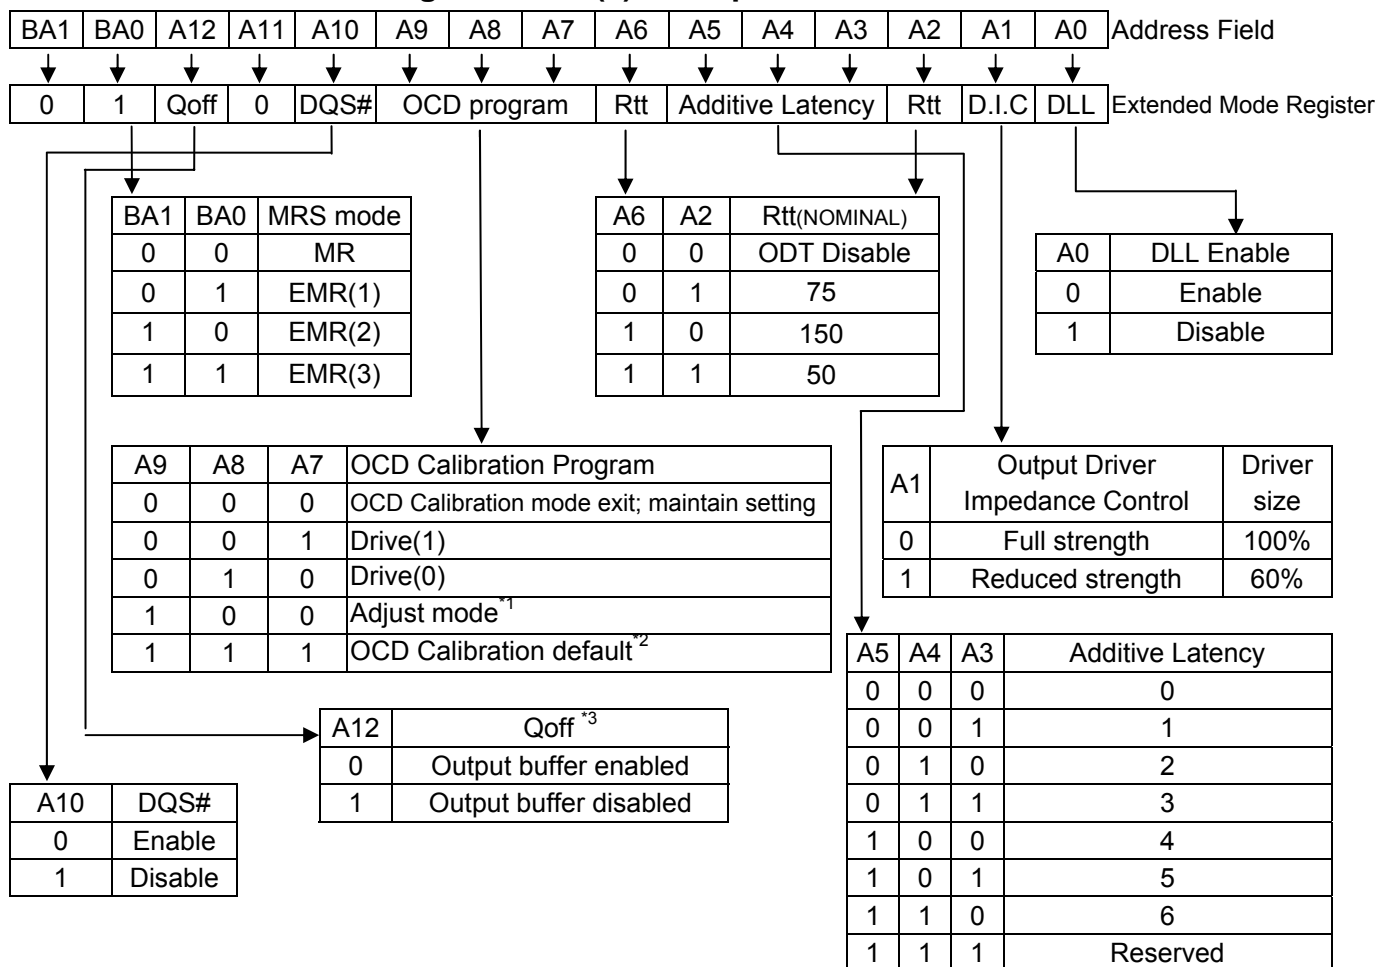 BA1 BA0 A12 A11 A10 A9 A8 A7 A6 A5 A4 A3 A2 A1 A0 Address Field
0 1 Qoff 0 DQS# OCD program Rtt Additive Latency Rtt D.I.C DLL Extended Mode Register
BA1 BA0 MRS mode
0 0 MR
0 1 EMR(1)
1 0 EMR(2)
1 1 EMR(3)
A6 A2 Rtt(NOMINAL)
0 0 ODT Disable
0 1 75
1 0 150
1 1 50
A0 DLL Enable
0 Enable
1 Disable
A9 A8 A7 OCD Calibration Program
0 0 0 OCD Calibration mode exit; maintain setting
0 0 1 Drive(1)
0 1 0 Drive(0)
1 0 0 Adjust mode*1
1 1 1 OCD Calibration default*2
A1 Output Driver Impedance Control Driver size
0 Full strength 100%
1 Reduced strength 60%
A12 Qoff *3
0 Output buffer enabled
1 Output buffer disabled
A10 DQS#
0 Enable
1 Disable
A5 A4 A3 Additive Latency
0 0 0 0
0 0 1 1
0 1 0 2
0 1 1 3
1 0 0 4
1 0 1 5
1 1 0 6
1 1 1 Reserved